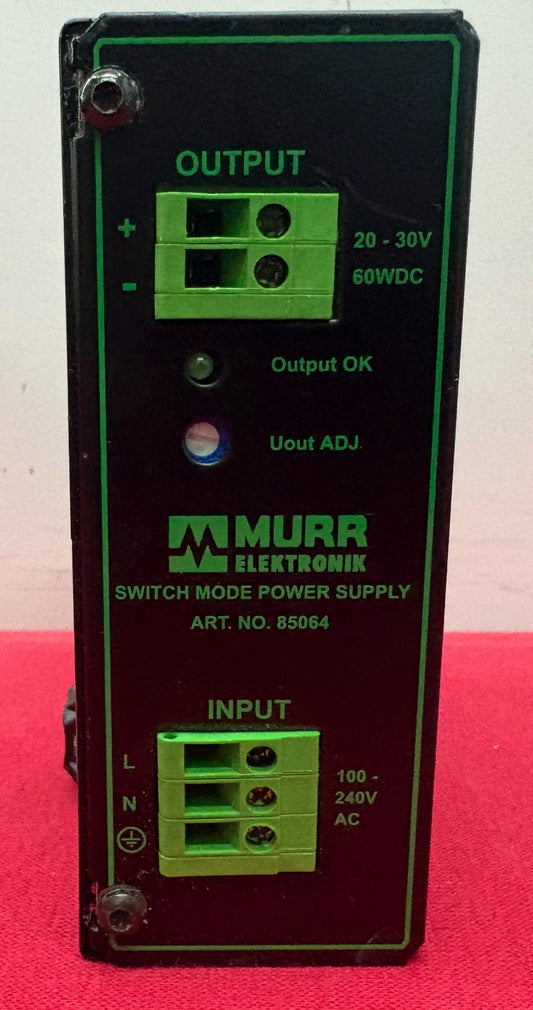 OUTPUT
+
20 - 30V
-
60WDC
Output OK
Uout ADJ.
MURR
ELEKTRONIK
SWITCH MODE POWER SUPPLY
ART. NO. 85064
INPUT
L
100 -
N
240V
AC